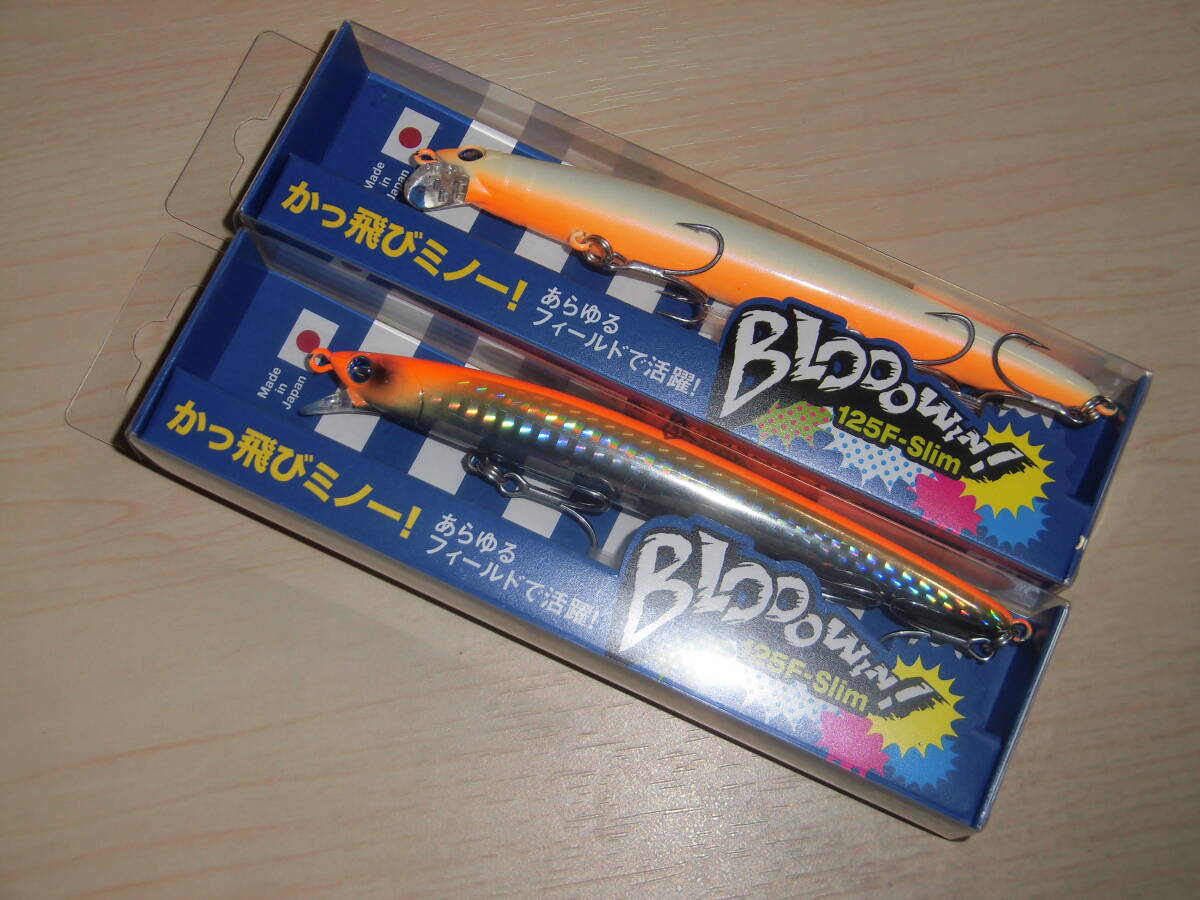 Made
in
Japan
かっ飛びミノー!
あらゆる
フィールドで活躍!
BLOOOWIN!
125F-Slim
Made
in
Japan
かっ飛びミノー!
あらゆる
フィールドで活躍!
BLOOOWIN!
125F-Slim